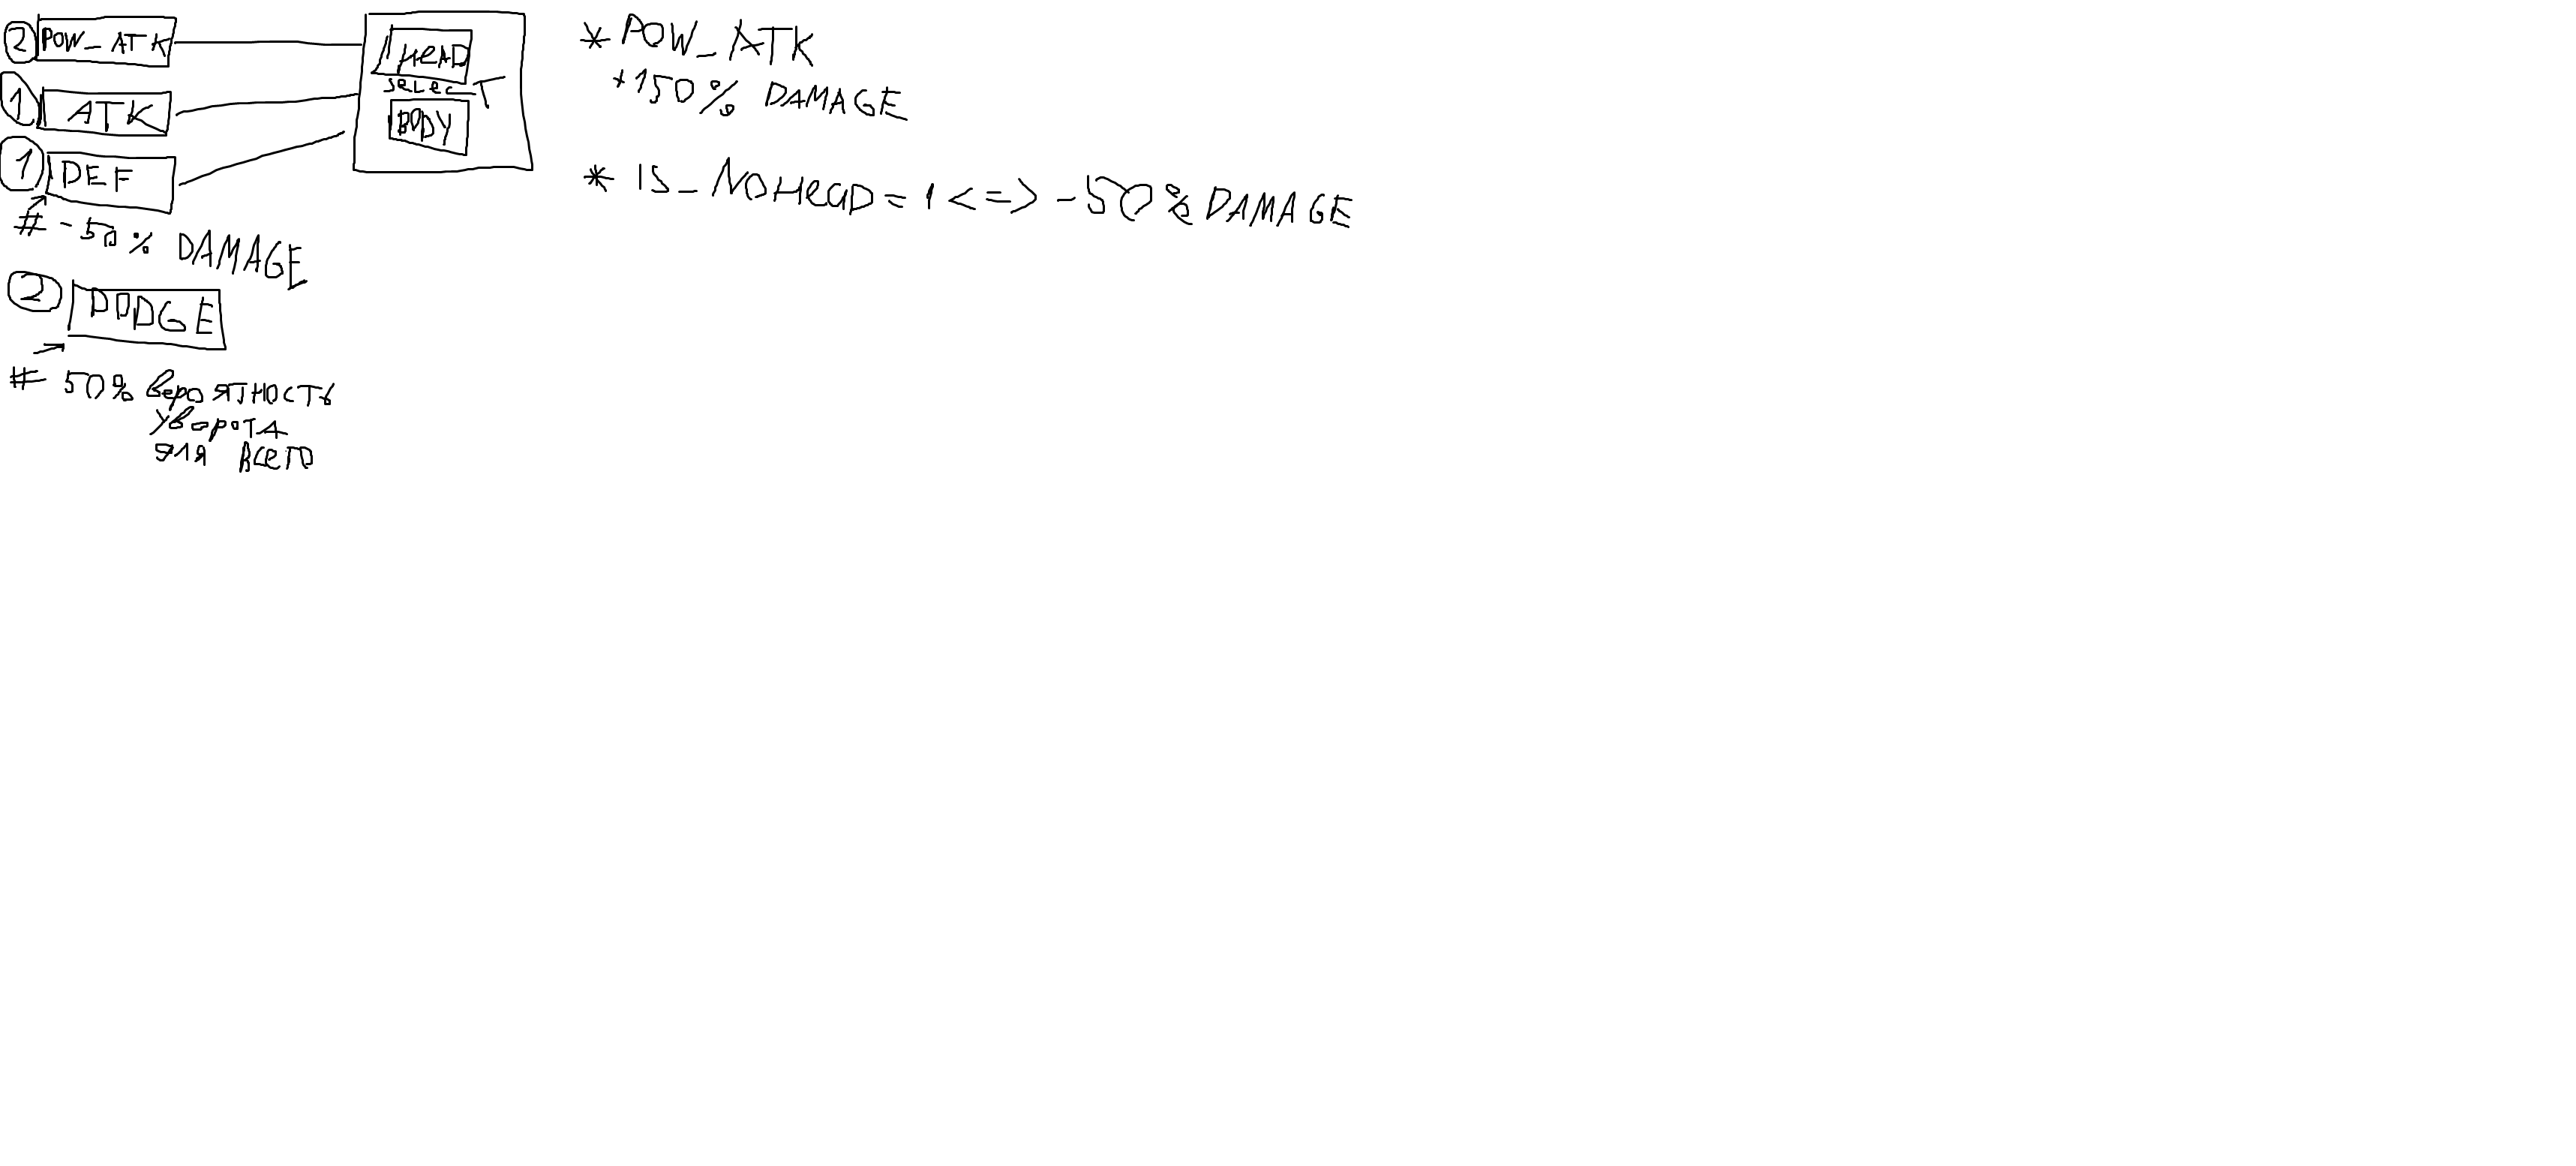 2 POW_ATK
1 ATK
1 DEF
# -50% DAMAGE
2 DODGE
# 50% вероятность
уворота
для всего
HEAD
SELECT
BODY
* POW_ATK
+150% DAMAGE
* IS_NOHEAD = 1 <=> -50% DAMAGE